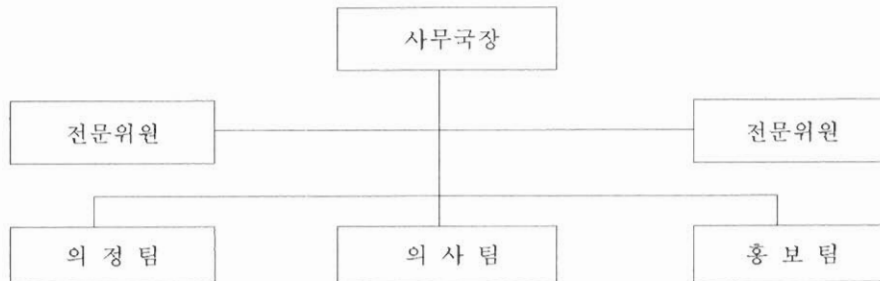 사무국장
전문위원
전문위원
의 정 팀
의 사 팀
홍 보 팀